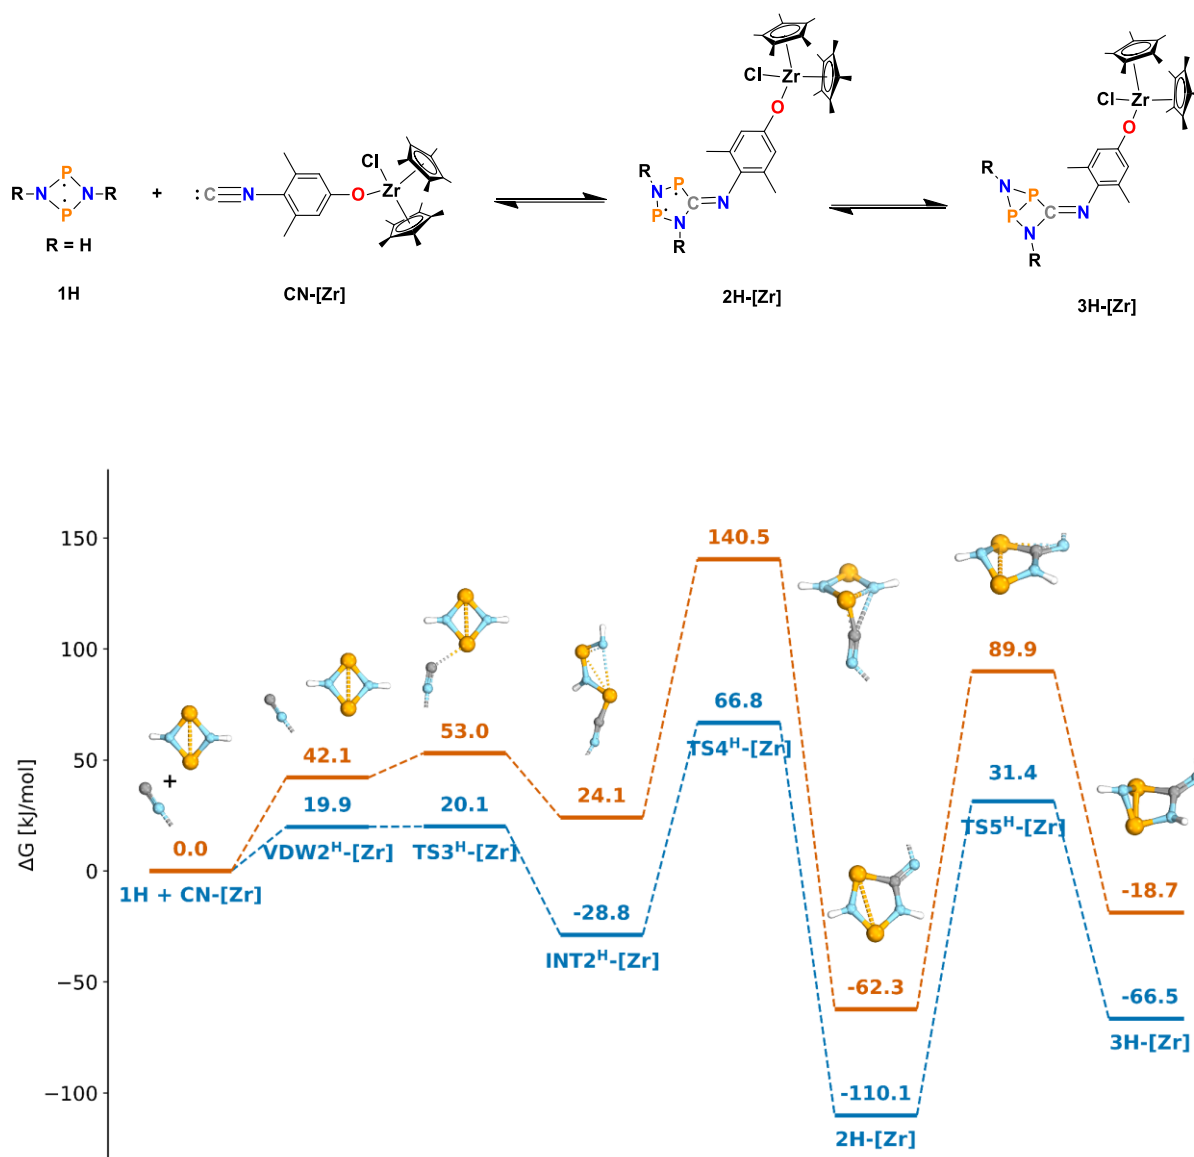 Cl Zr
O
R
N P
P C N
N
R
2H-[Zr]
Cl Zr
O
R
N P
P C N
N
R
3H-[Zr]
P
R N N R
P
R = H
1H
+
:C N
O
Cl
Zr
CN-[Zr]
ΔG [kJ/mol]
150
100
50
0
−50
−100
140.5
89.9
66.8
TS4ᴴ-[Zr]
53.0
42.1
31.4
TS5ᴴ-[Zr]
24.1
20.1
TS3ᴴ-[Zr]
19.9
VDW2ᴴ-[Zr]
+
0.0
1H + CN-[Zr]
-28.8
INT2ᴴ-[Zr]
-18.7
-62.3
-66.5
3H-[Zr]
-110.1
2H-[Zr]